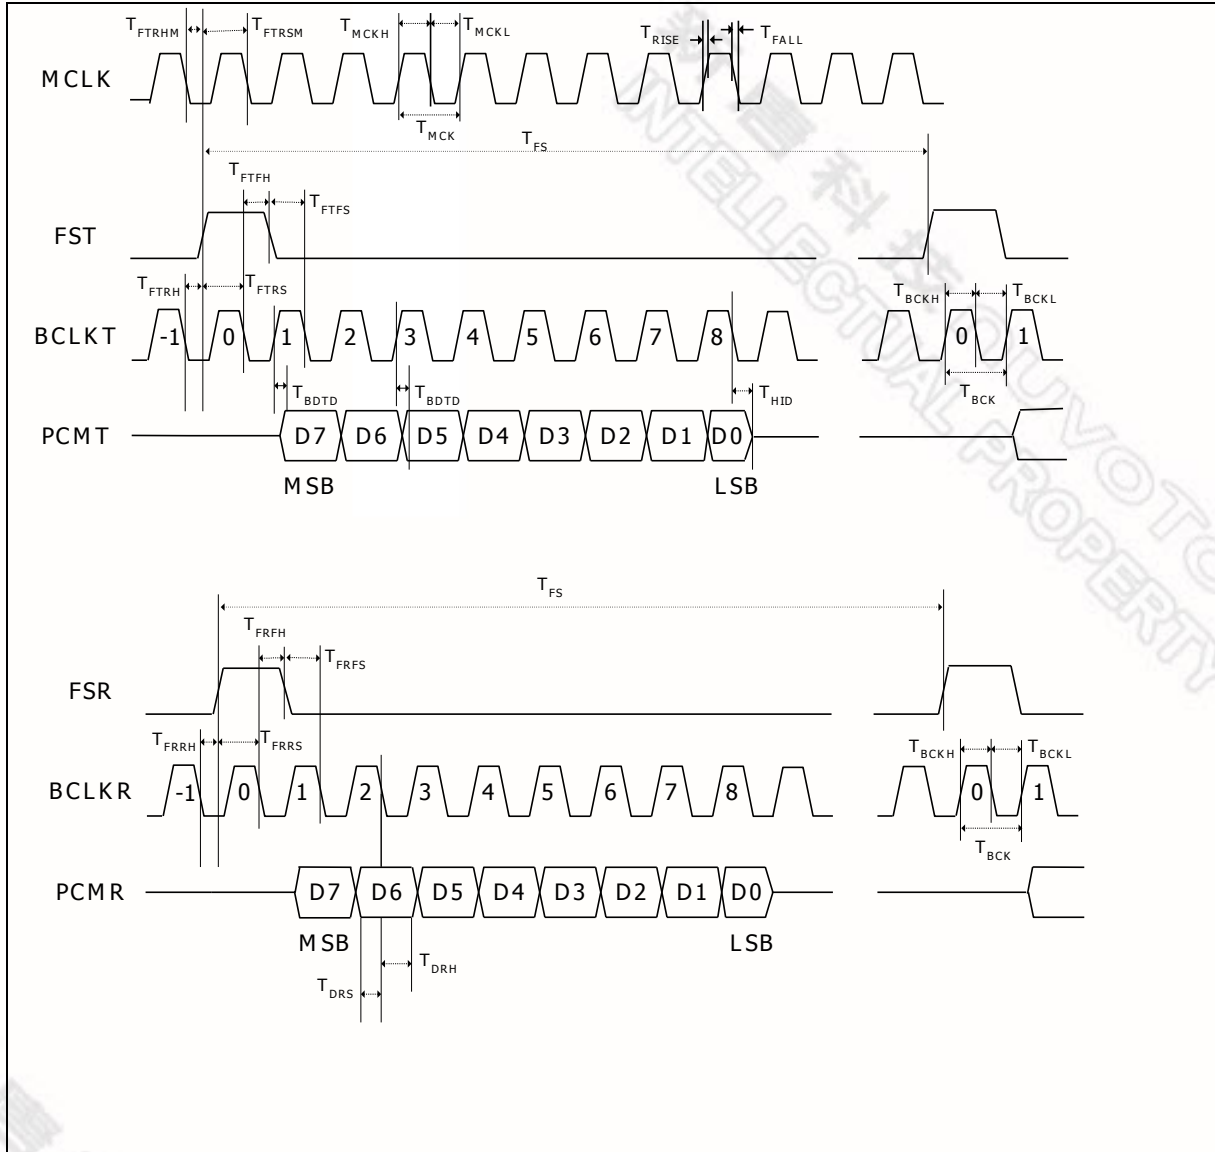 TFTRHM TFTRSM TMCKH TMCKL TRISE TFALL
MCLK
TMCK TFS
TFTFH TFTFS
FST
TFTRH TFTRS TBCKH TBCKL
BCLKT -1 0 1 2 3 4 5 6 7 8 0 1
TBDTD TBDTD THID TBCK
PCMT D7 D6 D5 D4 D3 D2 D1 D0
MSB LSB
TFS
TFRFH TFRFS
FSR
TFRRH TFRRS TBCKH TBCKL
BCLKR -1 0 1 2 3 4 5 6 7 8 0 1
TBCK
PCMR D7 D6 D5 D4 D3 D2 D1 D0
MSB LSB
TDRH
TDRS
INTELLECTUAL PROPERTY